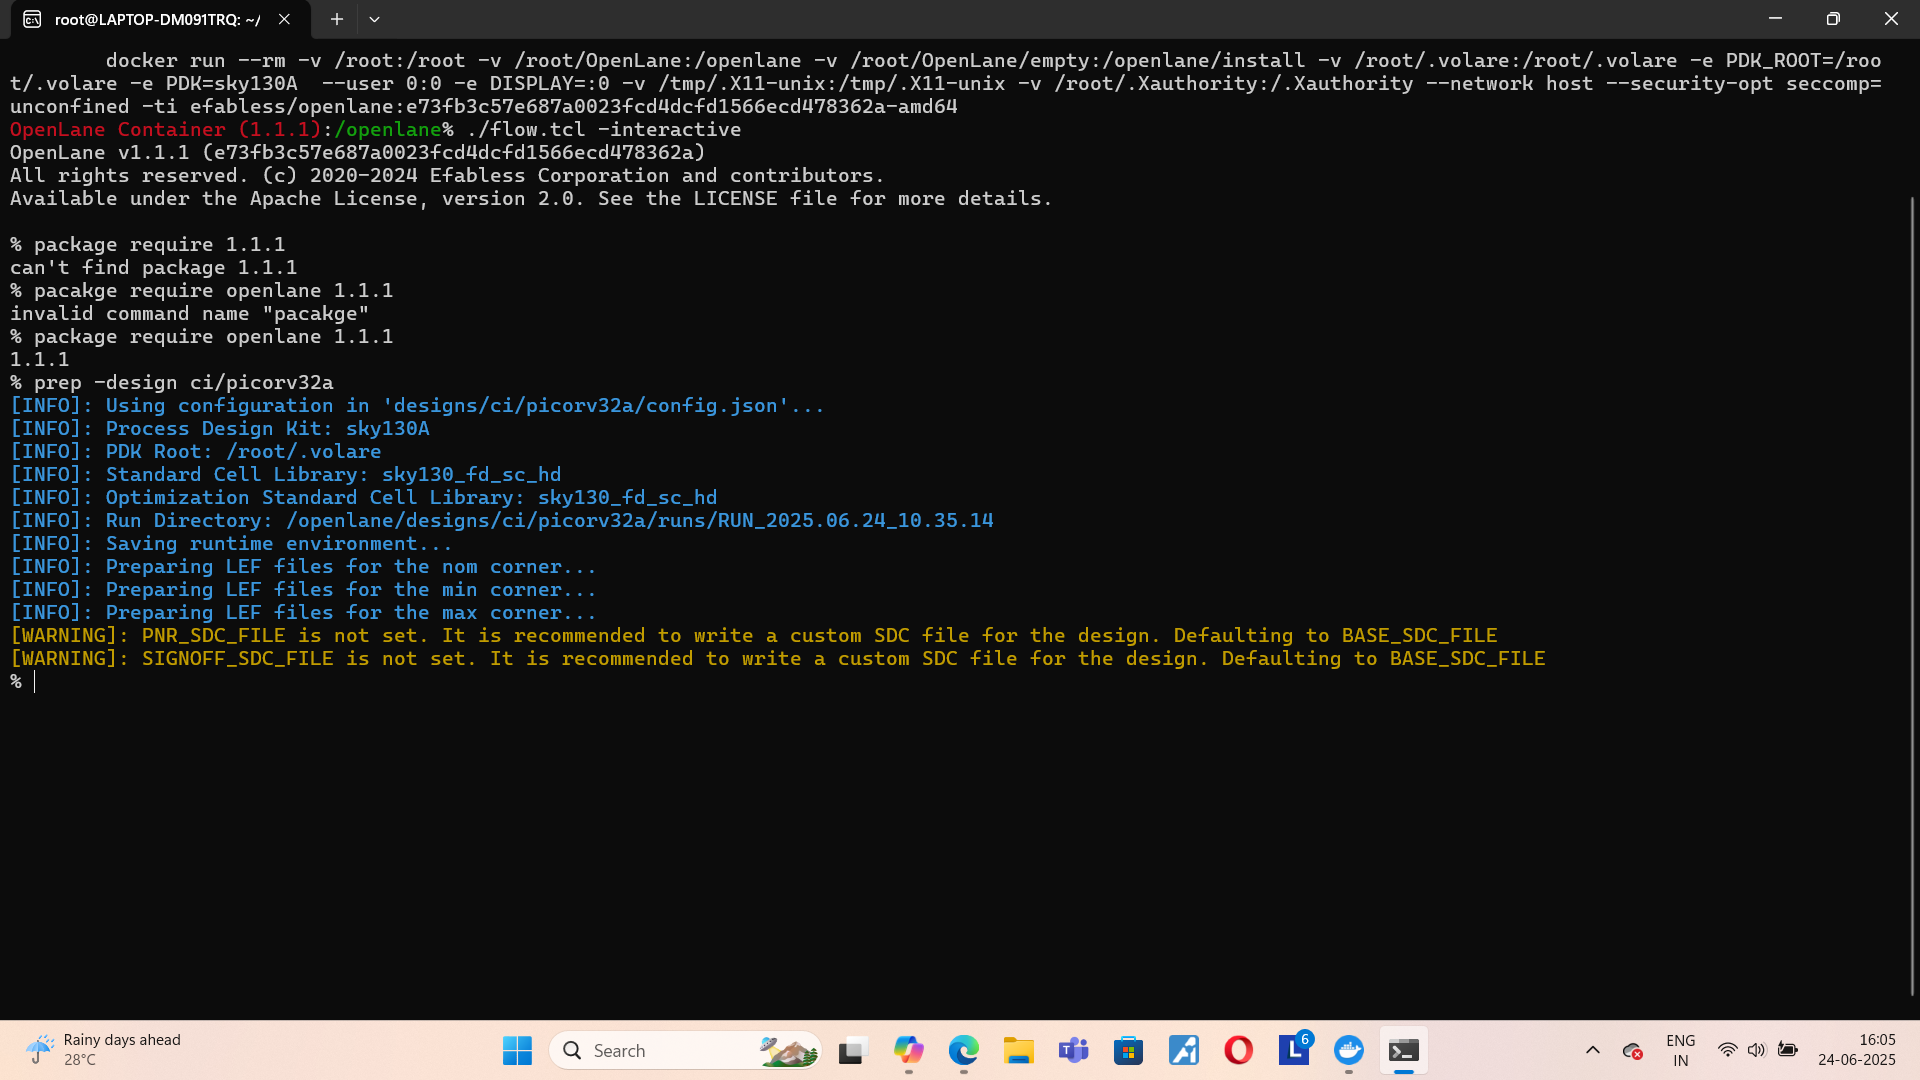 root@LAPTOP-DM091TRQ: ~/
docker run --rm -v /root:/root -v /root/OpenLane:/openlane -v /root/OpenLane/empty:/openlane/install -v /root/.volare:/root/.volare -e PDK_ROOT=/roo
t/.volare -e PDK=sky130A  --user 0:0 -e DISPLAY=:0 -v /tmp/.X11-unix:/tmp/.X11-unix -v /root/.Xauthority:/.Xauthority --network host --security-opt seccomp=
unconfined -ti efabless/openlane:e73fb3c57e687a0023fcd4dcfd1566ecd478362a-amd64
OpenLane Container (1.1.1):/openlane% ./flow.tcl -interactive
OpenLane v1.1.1 (e73fb3c57e687a0023fcd4dcfd1566ecd478362a)
All rights reserved. (c) 2020-2024 Efabless Corporation and contributors.
Available under the Apache License, version 2.0. See the LICENSE file for more details.
% package require 1.1.1
can't find package 1.1.1
% pacakge require openlane 1.1.1
invalid command name "pacakge"
% package require openlane 1.1.1
1.1.1
% prep -design ci/picorv32a
[INFO]: Using configuration in 'designs/ci/picorv32a/config.json'...
[INFO]: Process Design Kit: sky130A
[INFO]: PDK Root: /root/.volare
[INFO]: Standard Cell Library: sky130_fd_sc_hd
[INFO]: Optimization Standard Cell Library: sky130_fd_sc_hd
[INFO]: Run Directory: /openlane/designs/ci/picorv32a/runs/RUN_2025.06.24_10.35.14
[INFO]: Saving runtime environment...
[INFO]: Preparing LEF files for the nom corner...
[INFO]: Preparing LEF files for the min corner...
[INFO]: Preparing LEF files for the max corner...
[WARNING]: PNR_SDC_FILE is not set. It is recommended to write a custom SDC file for the design. Defaulting to BASE_SDC_FILE
[WARNING]: SIGNOFF_SDC_FILE is not set. It is recommended to write a custom SDC file for the design. Defaulting to BASE_SDC_FILE
%
Rainy days ahead
28°C
Search
6
ENG
IN
16:05
24-06-2025